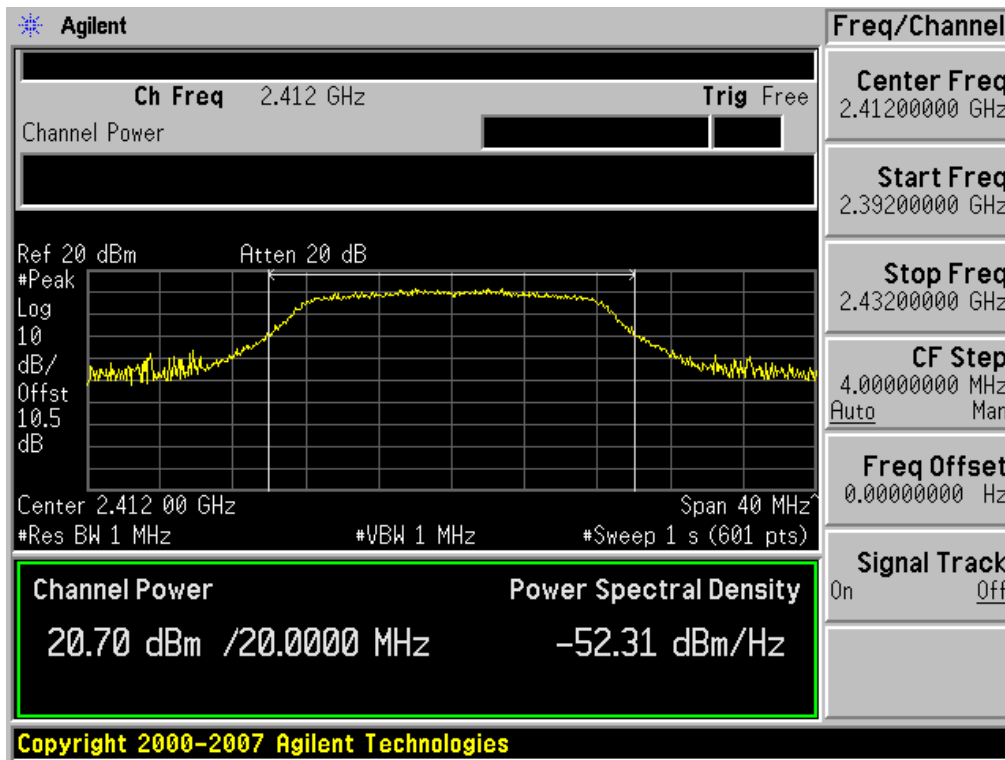 Agilent
Freq/Channel
Ch Freq 2.412 GHz Trig Free
Channel Power
Center Freq
2.41200000 GHz
Start Freq
2.39200000 GHz
Stop Freq
2.43200000 GHz
CF Step
4.00000000 MHz
Auto Man
Freq Offset
0.00000000 Hz
Signal Track
On Off
Ref 20 dBm Atten 20 dB
#Peak
Log
10
dB/
Offst
10.5
dB
Center 2.412 00 GHz Span 40 MHz^
#Res BW 1 MHz #VBW 1 MHz #Sweep 1 s (601 pts)
Channel Power Power Spectral Density
20.70 dBm /20.0000 MHz -52.31 dBm/Hz
Copyright 2000-2007 Agilent Technologies